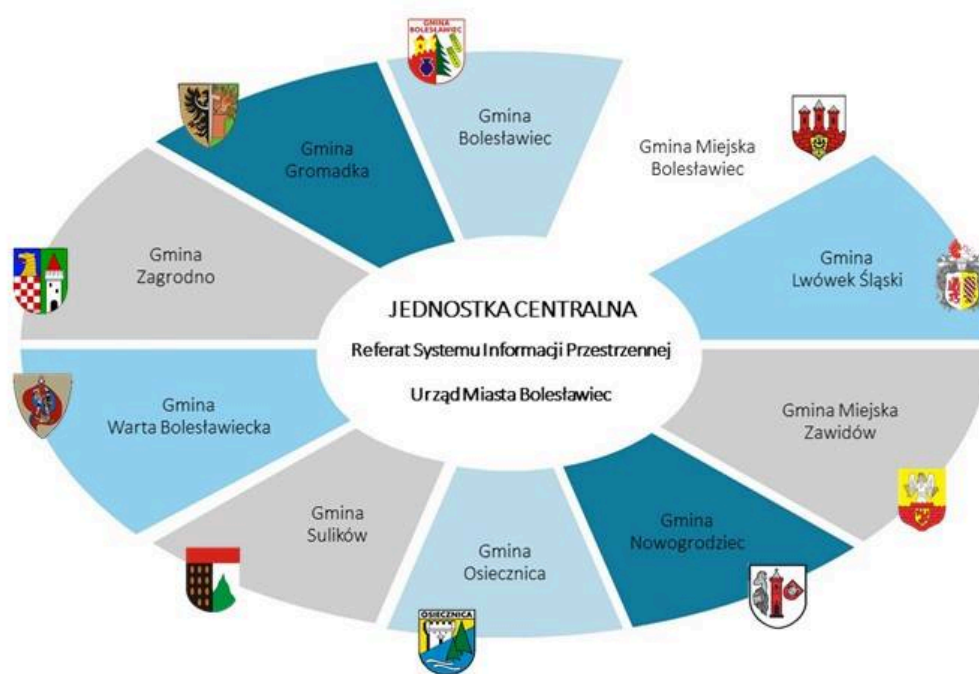 GMINA
BOLESŁAWIEC
Gmina
Bolesławiec
Gmina Miejska
Bolesławiec
Gmina
Gromadka
Gmina
Lwówek Śląski
Gmina
Zagrodno
JEDNOSTKA CENTRALNA
Referat Systemu Informacji Przestrzennej
Urząd Miasta Bolesławiec
Gmina
Warta Bolesławiecka
Gmina Miejska
Zawidów
Gmina
Sulików
Gmina
Osiecznica
Gmina
Nowogrodziec
OSIECZNICA